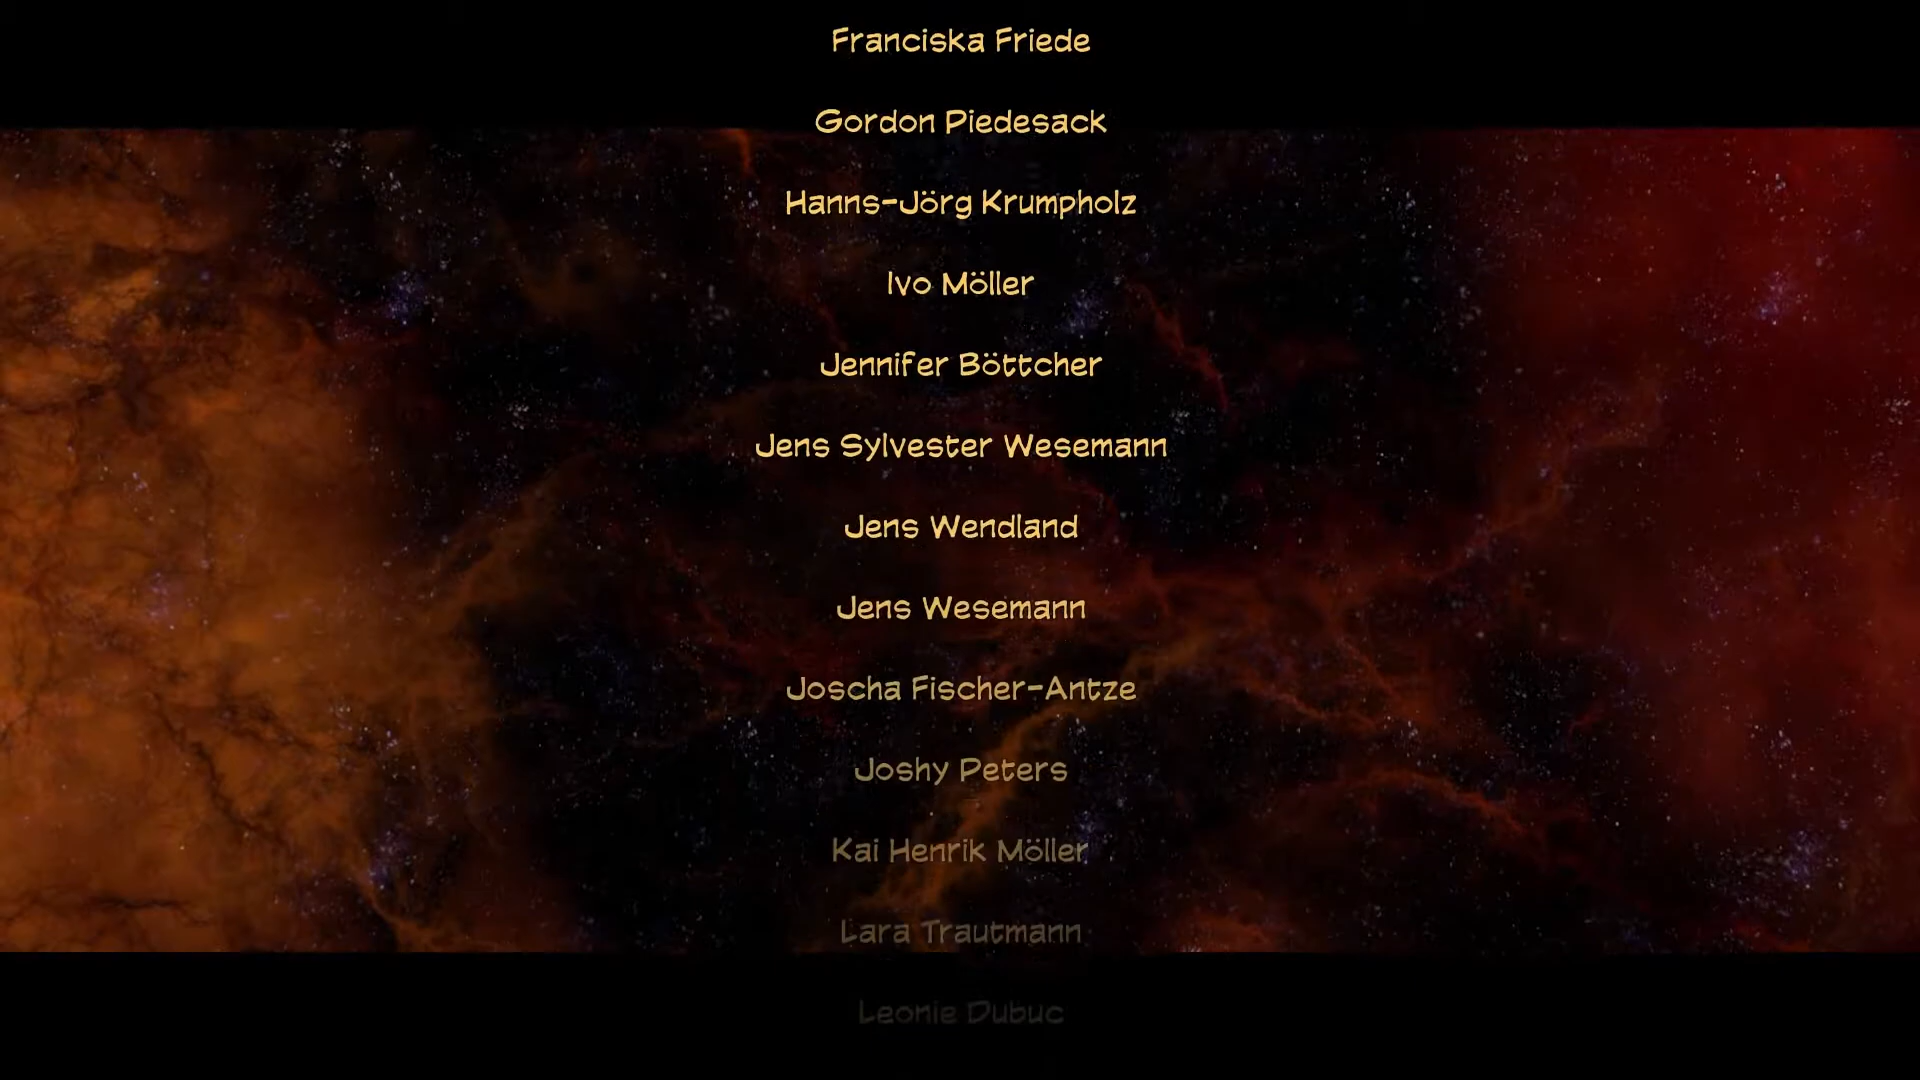 Franciska Friede
Gordon Piedesack
Hanns-Jörg Krumpholz
Ivo Möller
Jennifer Böttcher
Jens Sylvester Wesemann
Jens Wendland
Jens Wesemann
Joscha Fischer-Antze
Joshy Peters
Kai Henrik Möller
Lara Trautmann
Leonie Dubuc